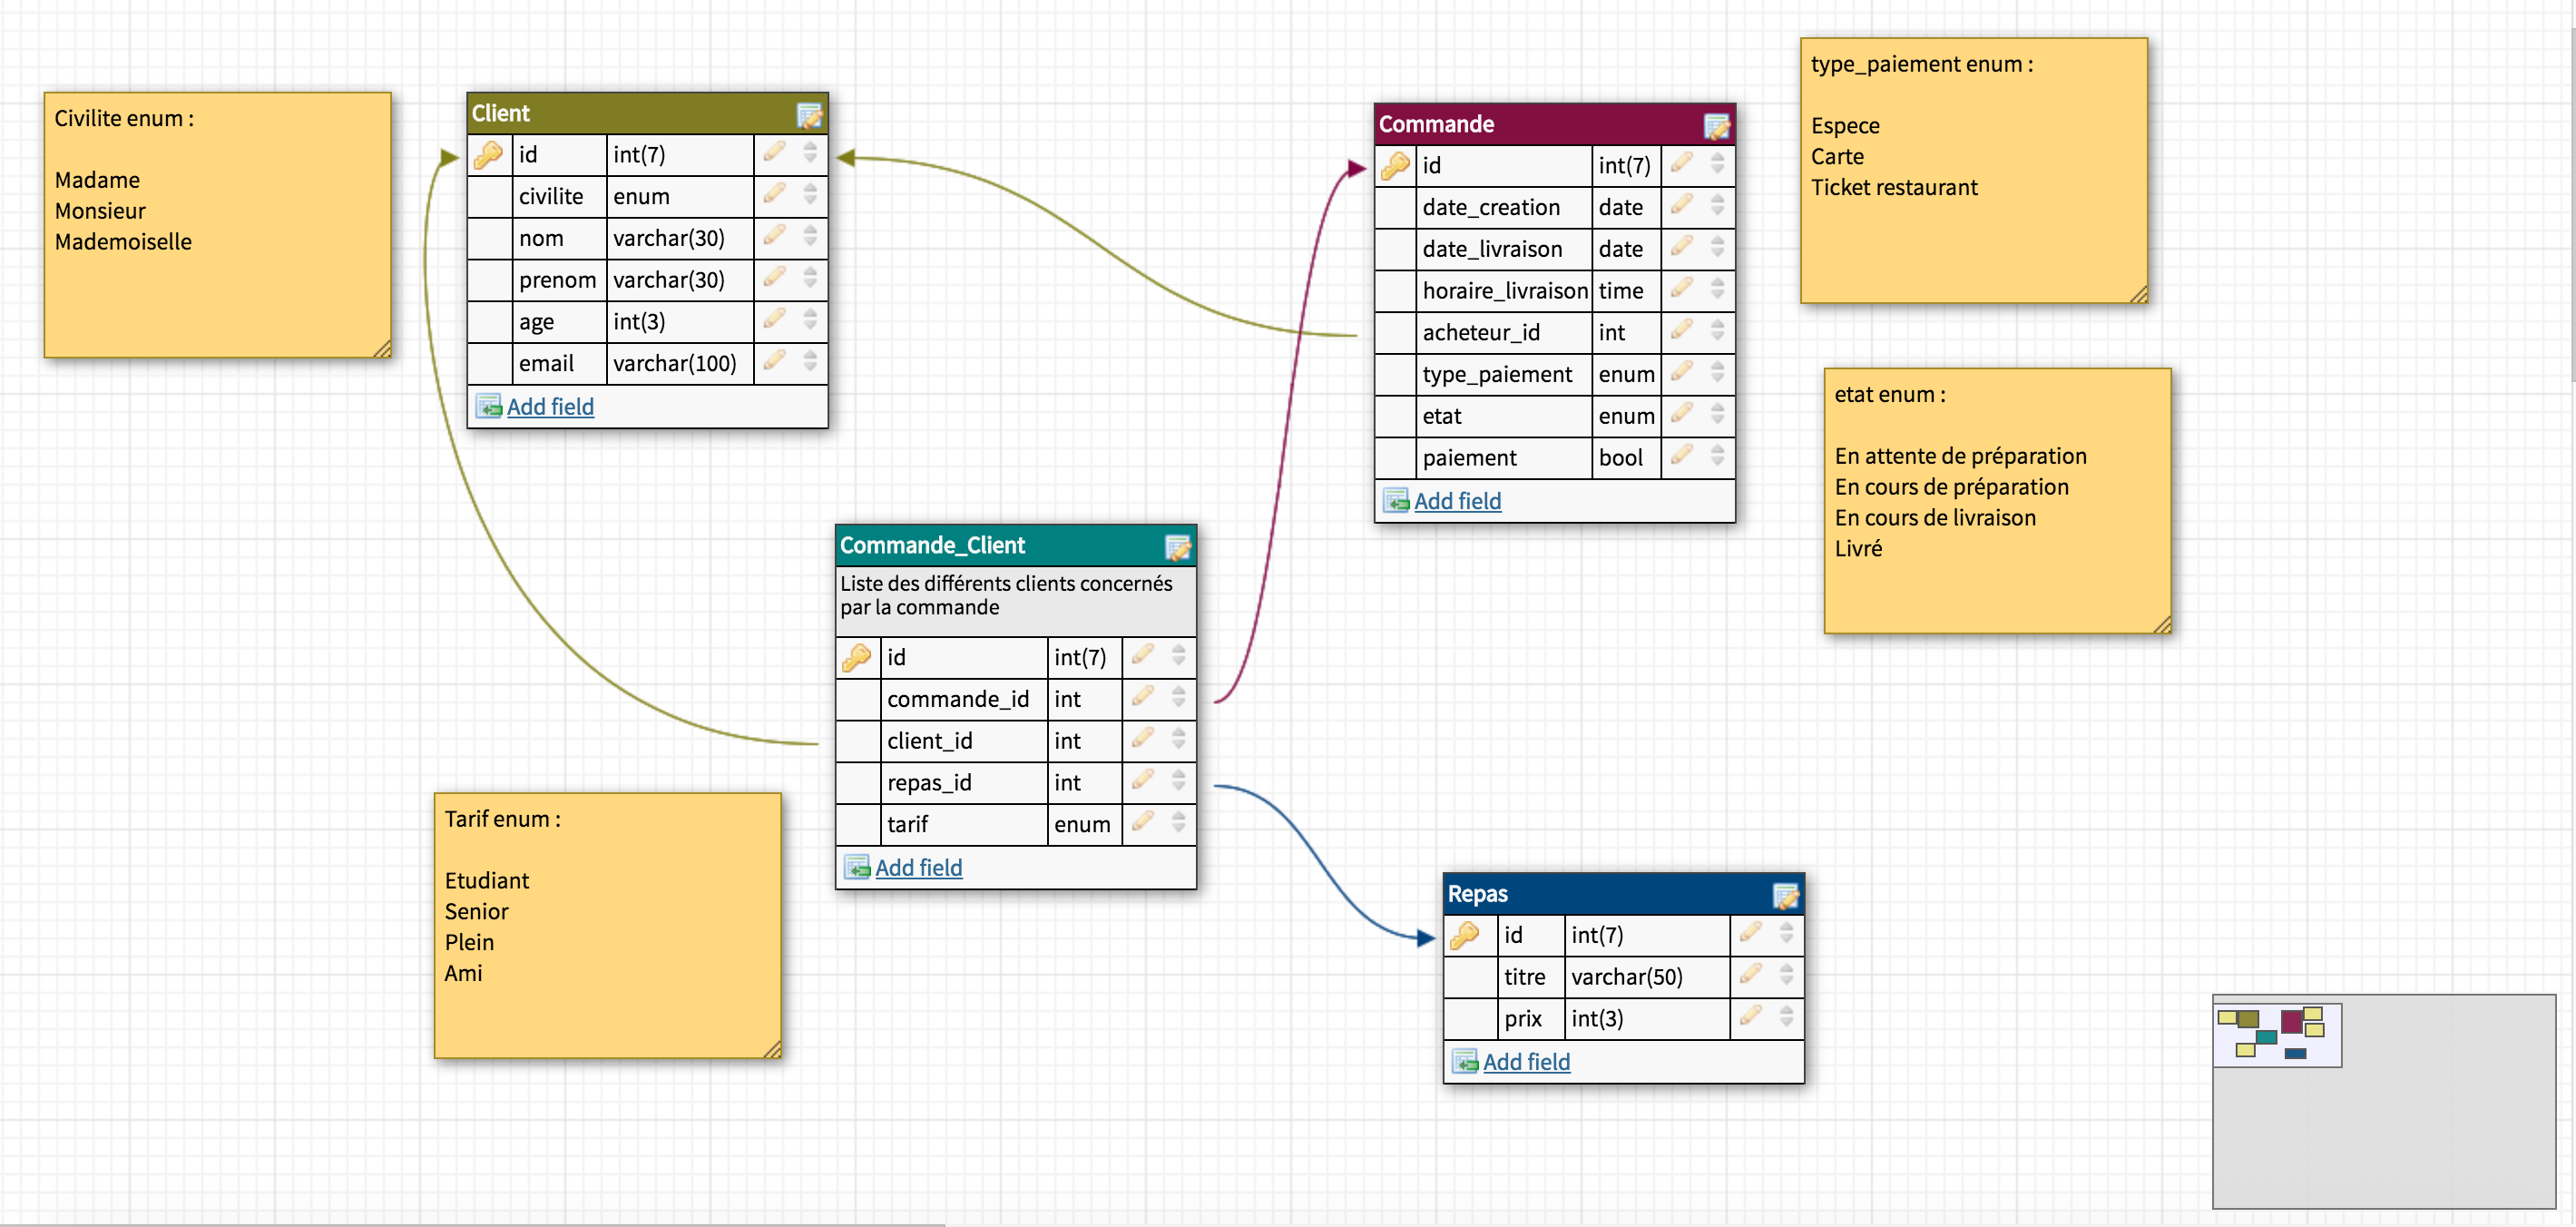 Civilite enum :
Madame
Monsieur
Mademoiselle
Client
id int(7)
civilite enum
nom varchar(30)
prenom varchar(30)
age int(3)
email varchar(100)
Add field
Commande
id int(7)
date_creation date
date_livraison date
horaire_livraison time
acheteur_id int
type_paiement enum
etat enum
paiement bool
Add field
type_paiement enum :
Espece
Carte
Ticket restaurant
etat enum :
En attente de préparation
En cours de préparation
En cours de livraison
Livré
Commande_Client
Liste des différents clients concernés
par la commande
id int(7)
commande_id int
client_id int
repas_id int
tarif enum
Add field
Tarif enum :
Etudiant
Senior
Plein
Ami
Repas
id int(7)
titre varchar(50)
prix int(3)
Add field